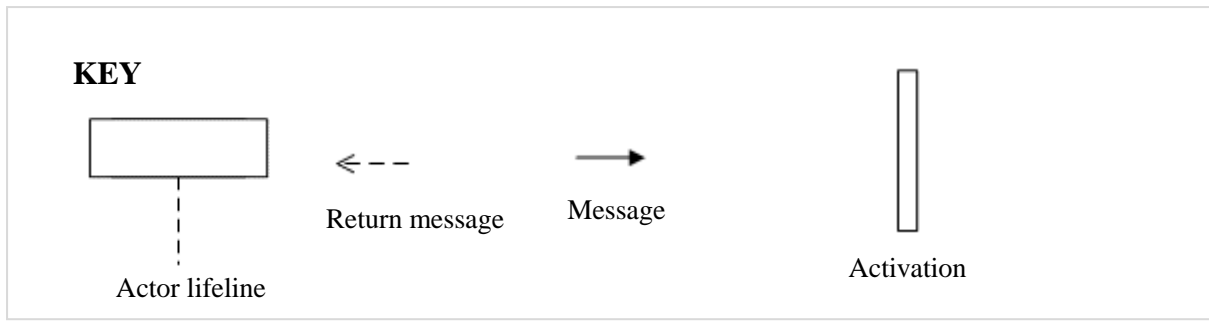 KEY
Return message
Message
Activation
Actor lifeline